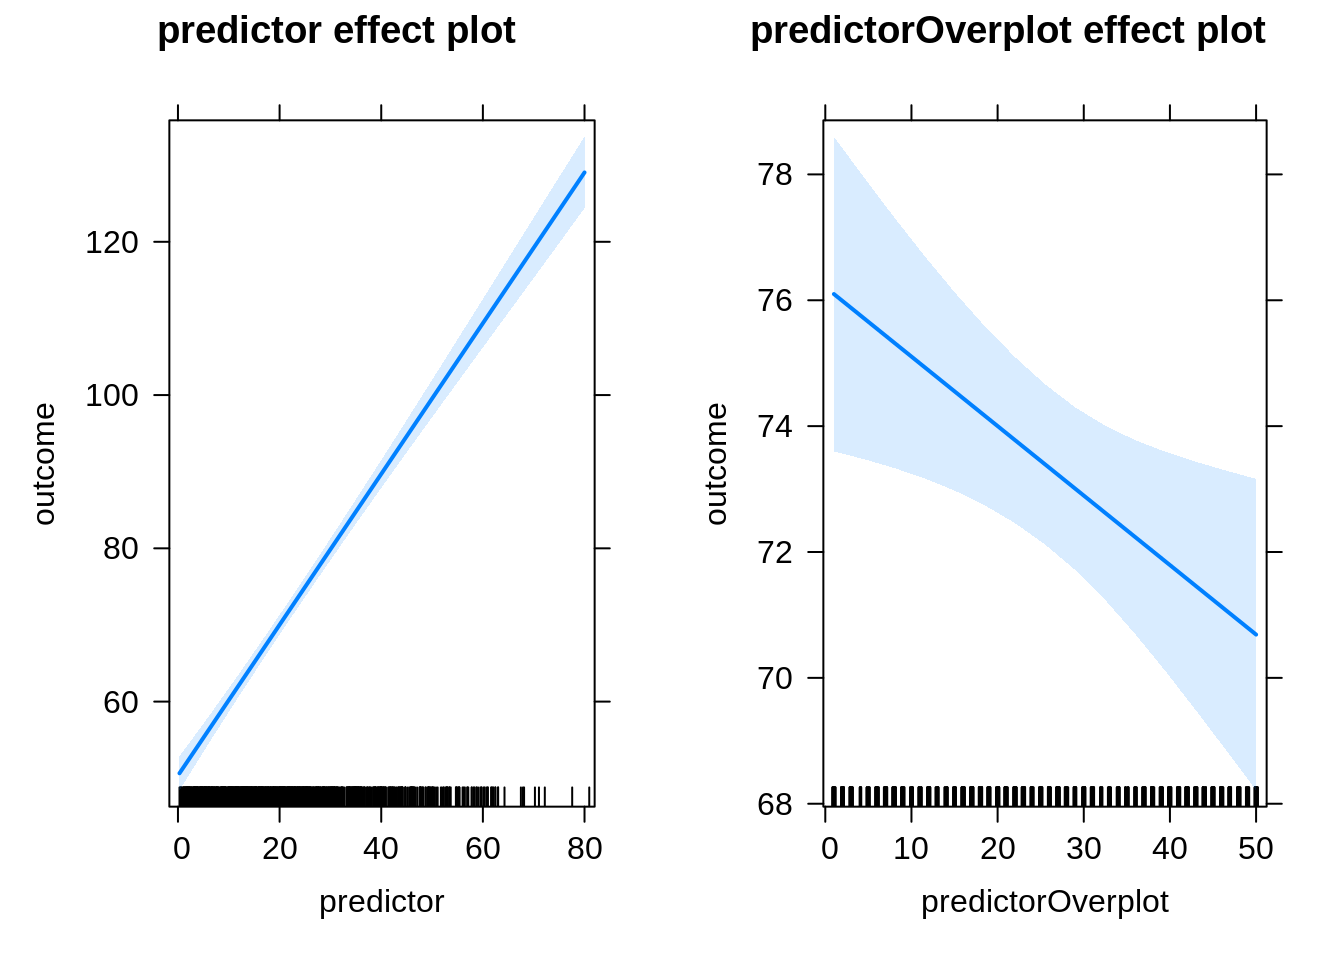 predictor effect plot
outcome
120
100
80
60
0 20 40 60 80
predictor
predictorOverplot effect plot
outcome
78
76
74
72
70
68
0 10 20 30 40 50
predictorOverplot